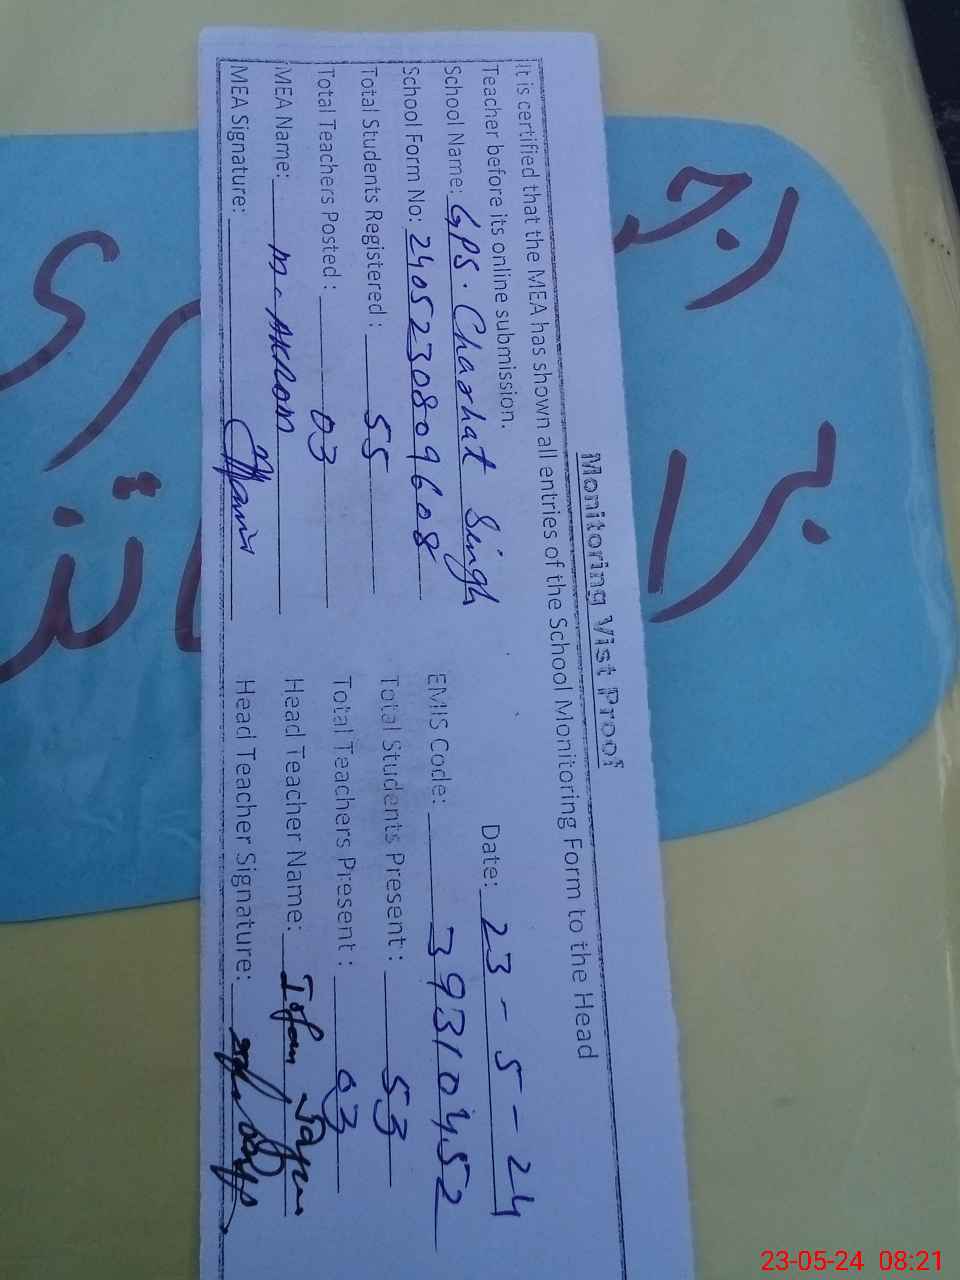 Monitoring Vist Proof
It is certified that the MEA has shown all entries of the School Monitoring Form to the Head
Teacher before its online submission.
Date: 23-5-24
School Name: GPS. Charhat Singh
School Form No: 2405230809608 EMIS Code: 39310452
Total Students Registered: 55 Total Students Present: 53
Total Teachers Posted: 03 Total Teachers Present: 03
MEA Name: M. AKRAM Head Teacher Name: Irfan
MEA Signature: Head Teacher Signature:
23-05-24 08:21